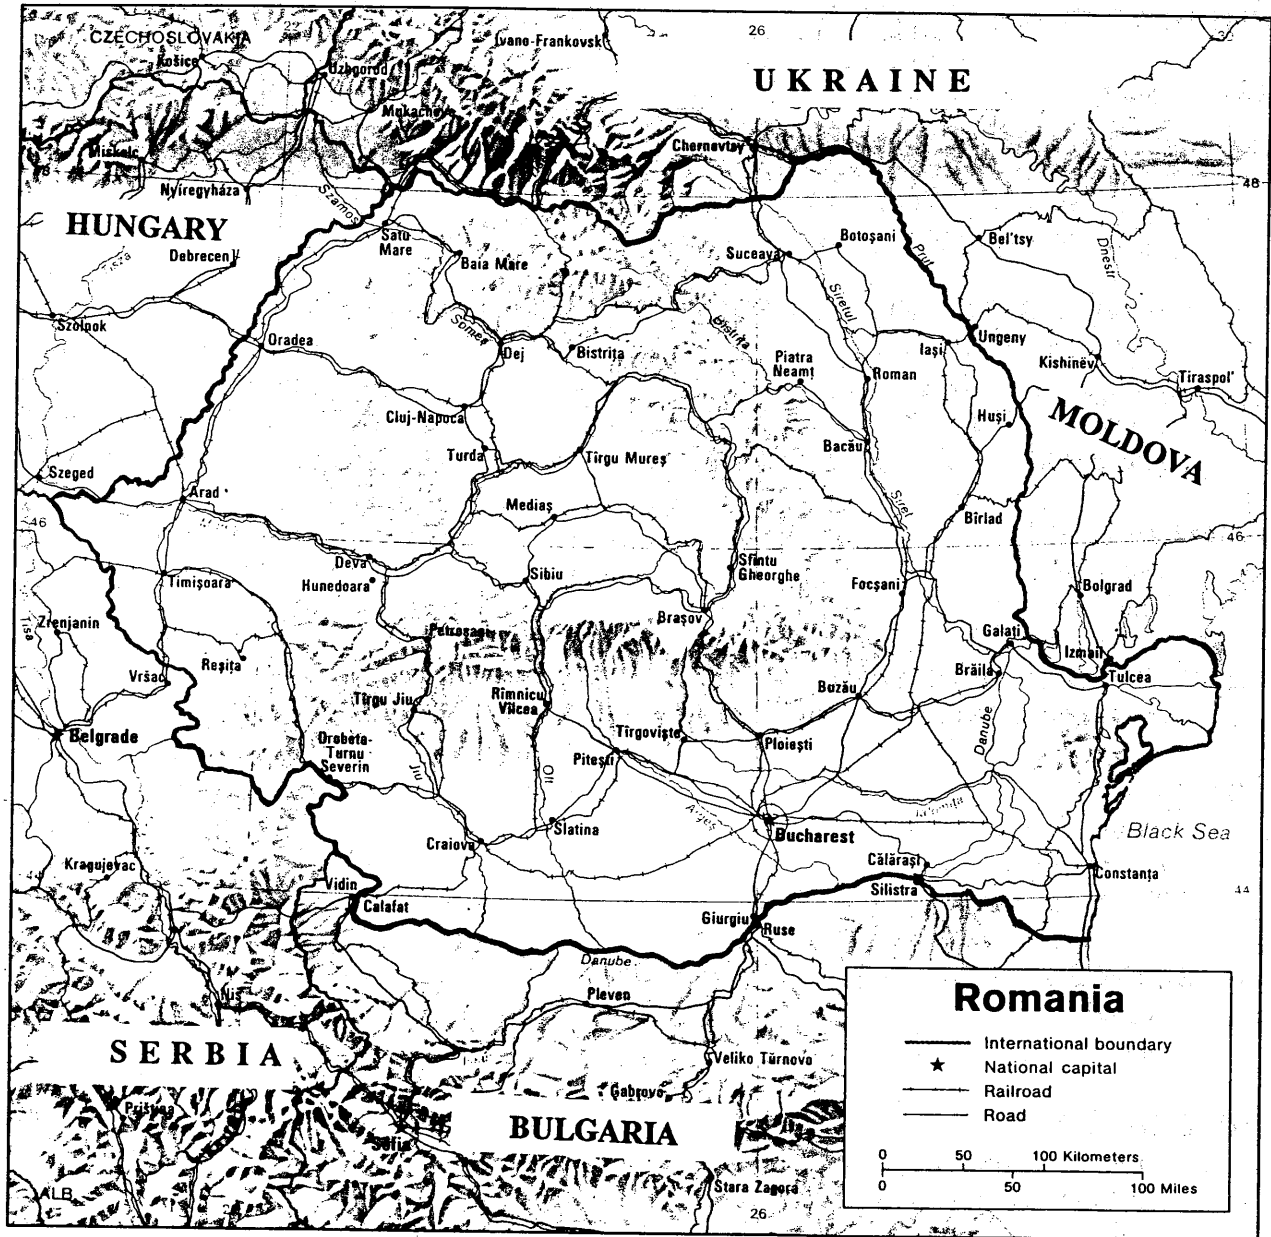 CZECHOSLOVAKIA
Košice
Uzhgorod
Ivano-Frankovsk
26
UKRAINE
Mukachev
Miskolc
Chernovtsy
48
Nyíregyháza
Szamos
HUNGARY
Satu
Mare
Debrecen
Tisza
Baia Mare
Suceava
Botoşani
Siretul
Prut
Bel'tsy
Dnestr
Szolnok
Oradea
Someş
Dej
Bistriţa
Bistrita
Piatra
Neamţ
Roman
Iaşi
Ungeny
Kishinëv
Tiraspol'
Cluj-Napoca
Turda
Tîrgu Mureş
Bacău
Huşi
MOLDOVA
Szeged
Arad
Mediaş
Siret
Bîrlad
46
46
Deva
Hunedoara
Timişoara
Sibiu
Sfîntu
Gheorghe
Focşani
Bolgrad
Zrenjanin
Tisa
Braşov
Galaţi
Izmail
Petroşani
Reşiţa
Vršac
Tîrgu Jiu
Rîmnicu
Vîlcea
Buzău
Brăila
Tulcea
Belgrade
Drobeta-
Turnu
Severin
Jiu
Olt
Tîrgovişte
Piteşti
Ploieşti
Danube
Argeş
Ialomiţa
Bucharest
Black Sea
Craiova
Slatina
Kragujevac
Călăraşi
Silistra
Constanţa
44
Vidin
Calafat
Giurgiu
Ruse
Danube
Niš
Pleven
SERBIA
Veliko Tŭrnovo
Gabrovo
Priština
Sofia
BULGARIA
ALB.
Stara Zagora
26
Romania
International boundary
National capital
Railroad
Road
0 50 100 Kilometers
0 50 100 Miles